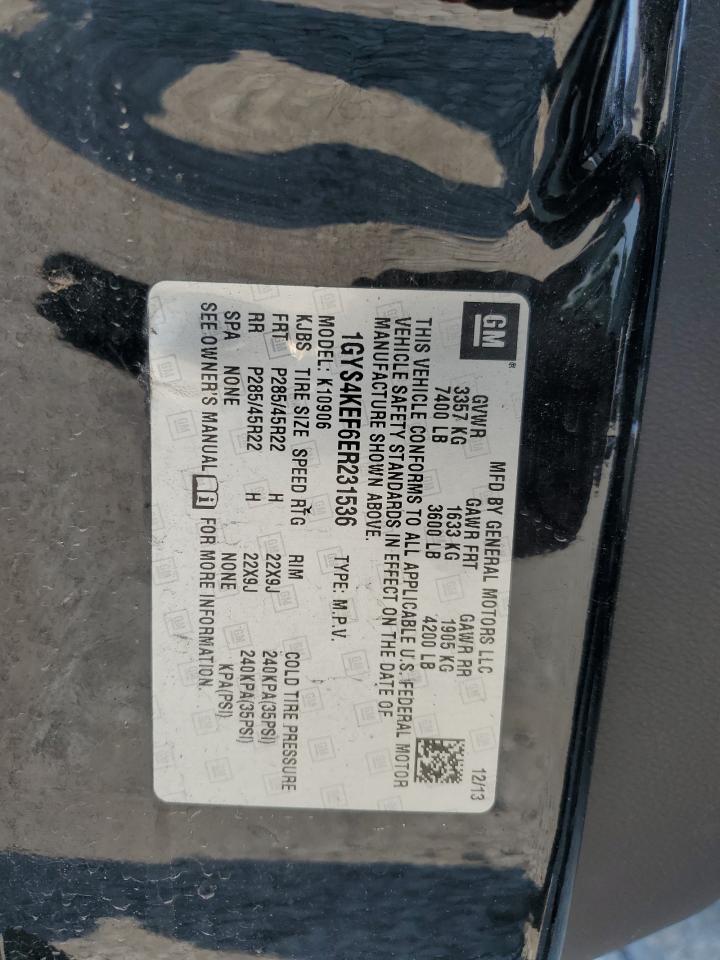 GM ®
MFD BY GENERAL MOTORS LLC 12/13
GVWR GAWR FRT GAWR RR
3357 KG 1633 KG 1905 KG
7400 LB 3600 LB 4200 LB
THIS VEHICLE CONFORMS TO ALL APPLICABLE U.S. FEDERAL MOTOR
VEHICLE SAFETY STANDARDS IN EFFECT ON THE DATE OF
MANUFACTURE SHOWN ABOVE.
1GYS4KEF6ER231536 TYPE: M.P.V.
MODEL: K10906
KJBS TIRE SIZE SPEED RTG RIM COLD TIRE PRESSURE
FRT P285/45R22 H 22X9J 240KPA(35PSI)
RR P285/45R22 H 22X9J 240KPA(35PSI)
SPA NONE NONE KPA(PSI)
SEE OWNER'S MANUAL i FOR MORE INFORMATION.